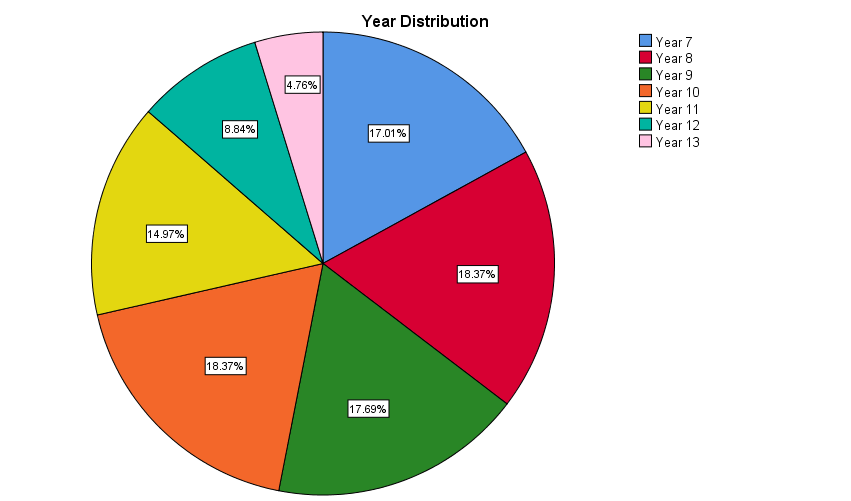 Year Distribution
Year 7
Year 8
Year 9
Year 10
Year 11
Year 12
Year 13
4.76%
17.01%
8.84%
14.97%
18.37%
18.37%
17.69%